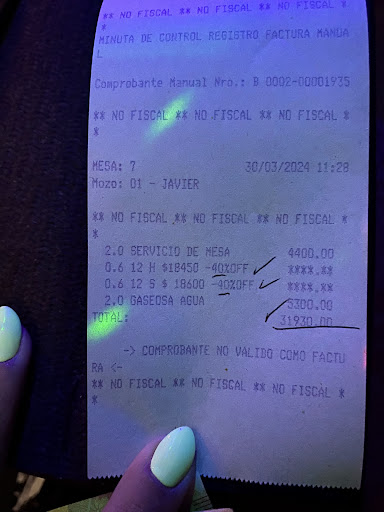 ** NO FISCAL ** NO FISCAL ** NO FISCAL *
*
MINUTA DE CONTROL REGISTRO FACTURA MANUA
L
Comprobante Manual Nro.: B 0002-00001935
** NO FISCAL ** NO FISCAL ** NO FISCAL *
*
MESA: 7 30/03/2024 11:28
Mozo: 01 - JAVIER
** NO FISCAL ** NO FISCAL ** NO FISCAL *
*
2.0 SERVICIO DE MESA 4400.00
0.6 12 H $18450 -40%OFF ****.**
0.6 12 S $ 18600 -40%OFF ****.**
2.0 GASEOSA AGUA 5300.00
TOTAL: 31930.00
-> COMPROBANTE NO VALIDO COMO FACTU
RA <-
** NO FISCAL ** NO FISCAL ** NO FISCAL *
*